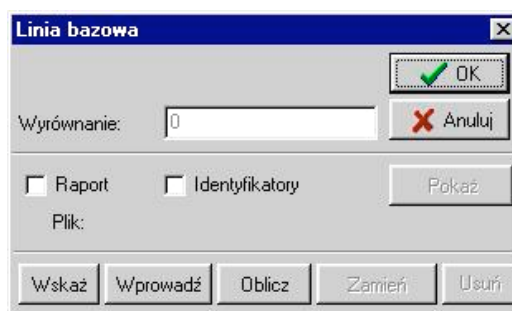 Linia bazowa
OK
Wyrównanie: 0
Anuluj
Raport Identyfikatory Pokaż
Plik:
Wskaż Wprowadź Oblicz Zamień Usuń